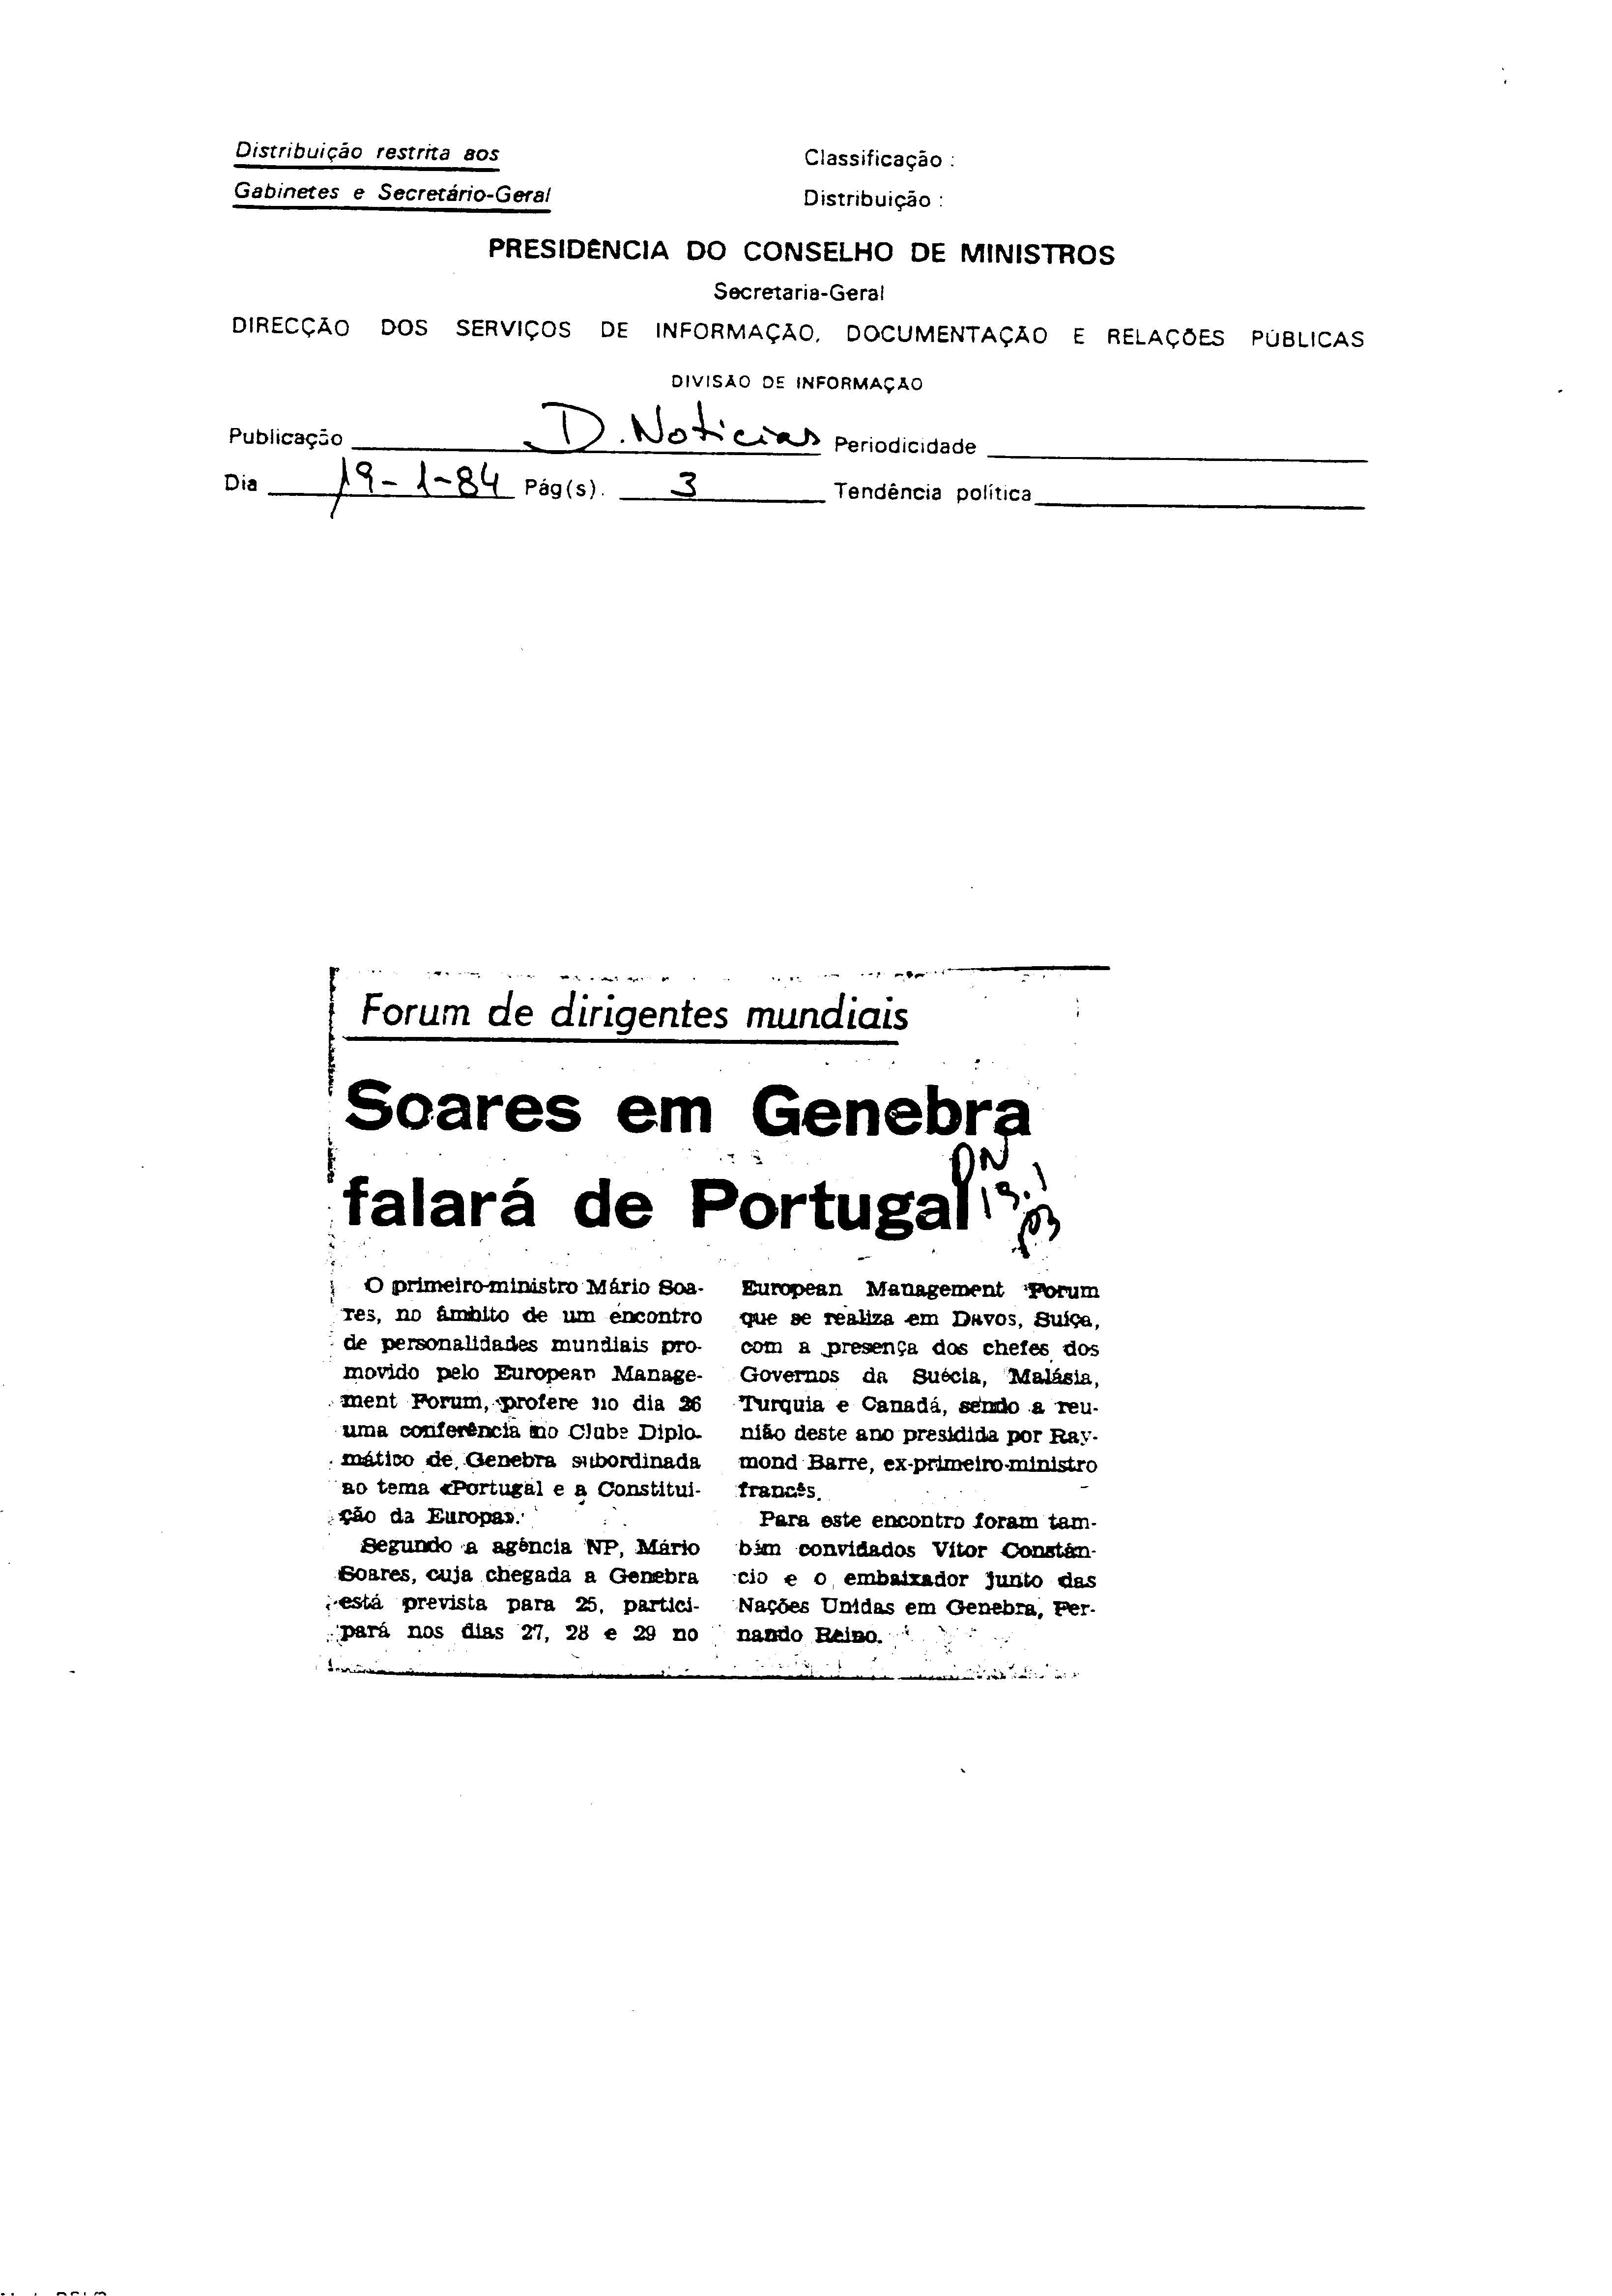 Distribuição restrita aos
Gabinetes e Secretário-Geral
Classificação :
Distribuição :
PRESIDÊNCIA DO CONSELHO DE MINISTROS
Secretaria-Geral
DIRECÇÃO DOS SERVIÇOS DE INFORMAÇÃO, DOCUMENTAÇÃO E RELAÇÕES PÚBLICAS
DIVISÃO DE INFORMAÇÃO
Publicação D. Noticias Periodicidade
Dia 19-1-84 Pág(s). 3 Tendência política
Forum de dirigentes mundiais
Soares em Genebra
falará de Portugal
DN
19.1
O primeiro-ministro Mário Soa-
res, no âmbito de um encontro
de personalidades mundiais pro-
movido pelo European Manage-
ment Forum, profere no dia 26
uma conferência no Clube Diplo-
mático de Genebra subordinada
ao tema «Portugal e a Constitui-
ção da Europa».
Segundo a agência NP, Mário
Soares, cuja chegada a Genebra
está prevista para 25, partici-
pará nos dias 27, 28 e 29 no
European Management Forum
que se realiza em Davos, Suíça,
com a presença dos chefes dos
Governos da Suécia, Malásia,
Turquia e Canadá, sendo a reu-
nião deste ano presidida por Ray-
mond Barre, ex-primeiro-ministro
francês.
Para este encontro foram tam-
bém convidados Vítor Constân-
cio e o embaixador junto das
Nações Unidas em Genebra, Fer-
nando Reino.